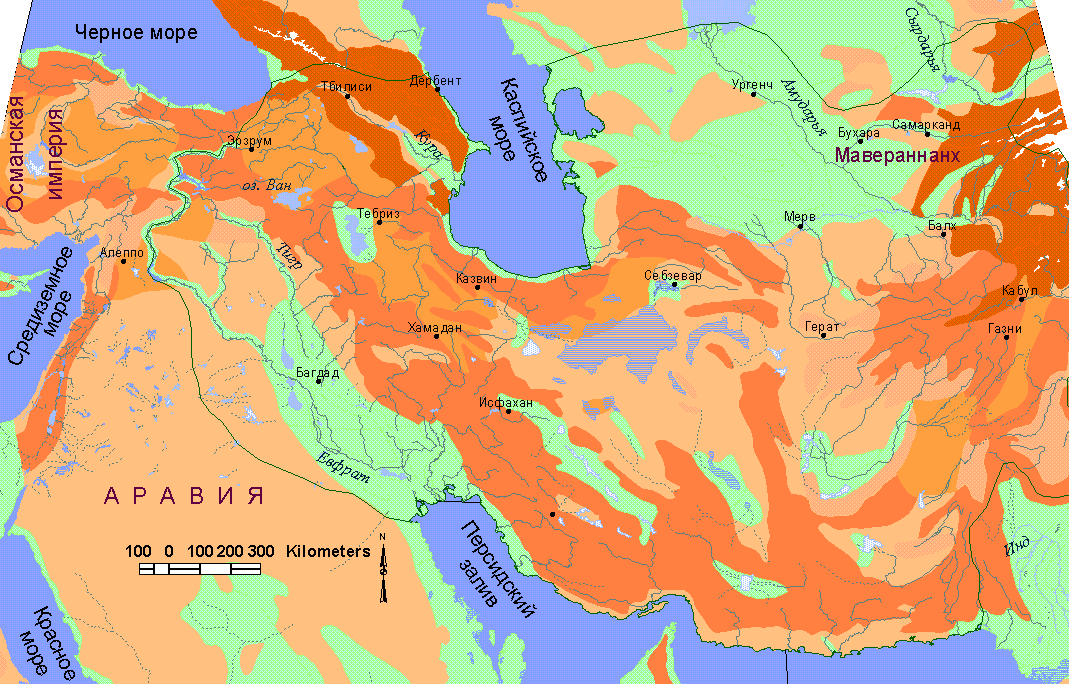 Черное море
Сырдарья
Дербент
Тбилиси
Каспийское
море
Ургенч
Амударья
Османская
империя
Эрзрум
Кура
Бухара
Самарканд
Мавераннанх
оз. Ван
Тебриз
Мерв
Балх
Алеппо
Тигр
Средиземное
море
Казвин
Себзевар
Кабул
Хамадан
Герат
Газни
Багдад
Исфахан
Евфрат
АРАВИЯ
Персидский
залив
Инд
N
100 0 100 200 300 Kilometers
Красное
море